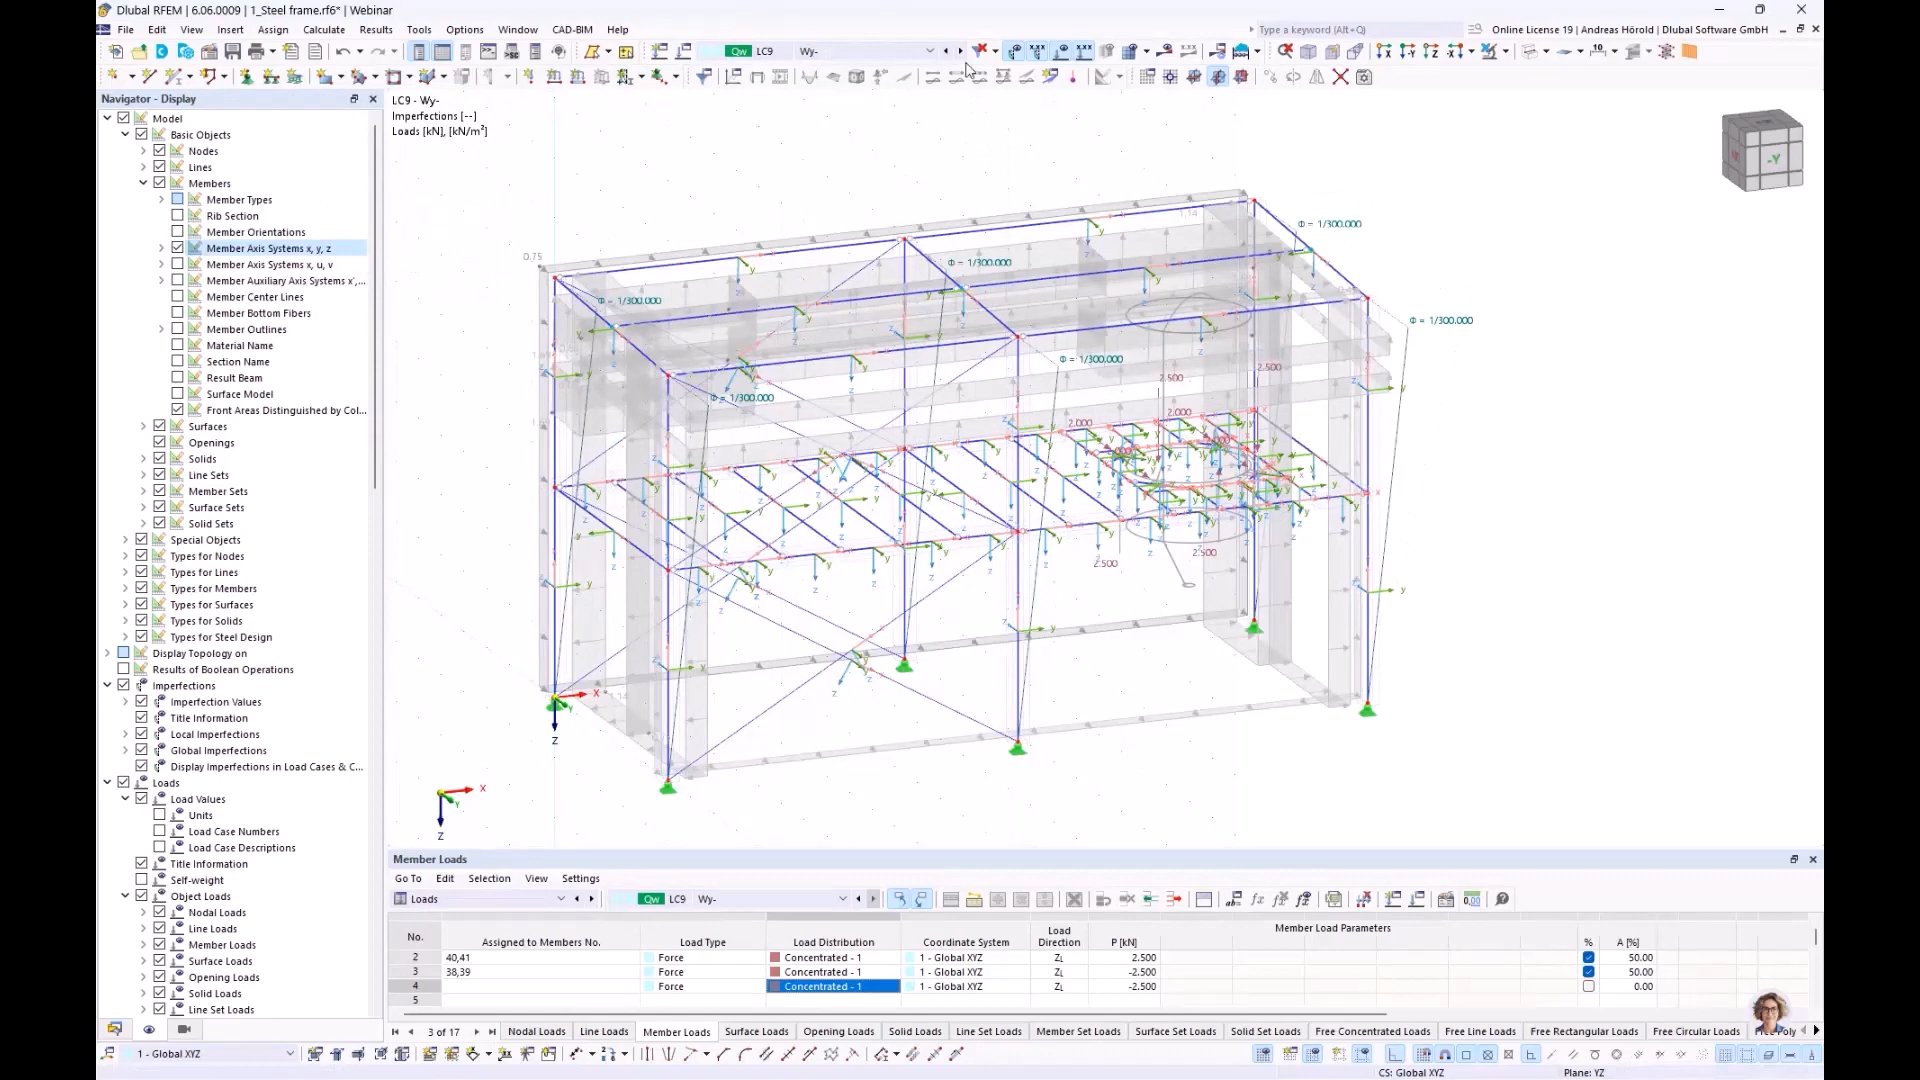 Dlubal RFEM | 6.06.0009 | 1_Steel frame.rf6* | Webinar
File Edit View Insert Assign Calculate Results Tools Options Window CAD-BIM Help
Type a keyword (Alt+Q)
Online License 19 | Andreas Hörold | Dlubal Software GmbH
Qw LC9 Wy-
Navigator - Display
Model
Basic Objects
Nodes
Lines
Members
Member Types
Rib Section
Member Orientations
Member Axis Systems x, y, z
Member Axis Systems x, u, v
Member Auxiliary Axis Systems x',...
Member Center Lines
Member Bottom Fibers
Member Outlines
Material Name
Section Name
Result Beam
Surface Model
Front Areas Distinguished by Col...
Surfaces
Openings
Solids
Line Sets
Member Sets
Surface Sets
Solid Sets
Special Objects
Types for Nodes
Types for Lines
Types for Members
Types for Surfaces
Types for Solids
Types for Steel Design
Display Topology on
Results of Boolean Operations
Imperfections
Imperfection Values
Title Information
Local Imperfections
Global Imperfections
Display Imperfections in Load Cases & C...
Loads
Load Values
Units
Load Case Numbers
Load Case Descriptions
Title Information
Self-weight
Object Loads
Nodal Loads
Line Loads
Member Loads
Surface Loads
Opening Loads
Solid Loads
Line Set Loads
1 - Global XYZ
LC9 - Wy-
Imperfections [--]
Loads [kN], [kN/m²]
-Y
1.14
Φ = 1/300.000
0.75
Φ = 1/300.000
Φ = 1/300.000
Φ = 1/300.000
Φ = 1/300.000
Φ = 1/300.000
2.500
2.500
2.000
2.000
2.000
2.000
2.500
2.500
1.14
X
Y
Z
X
Y
Z
Member Loads
Go To Edit Selection View Settings
Loads
Qw LC9 Wy-
No.
Assigned to Members No.
Load Type
Load Distribution
Coordinate System
Load Direction
P [kN]
Member Load Parameters
%
A [%]
2 40,41 Force Concentrated - 1 1 - Global XYZ ZL 2.500 50.00
3 38,39 Force Concentrated - 1 1 - Global XYZ ZL -2.500 50.00
4 Force Concentrated - 1 1 - Global XYZ ZL -2.500 0.00
5
3 of 17
Nodal Loads Line Loads Member Loads Surface Loads Opening Loads Solid Loads Line Set Loads Member Set Loads Surface Set Loads Solid Set Loads Free Concentrated Loads Free Line Loads Free Rectangular Loads Free Circular Loads
CS: Global XYZ
Plane: YZ